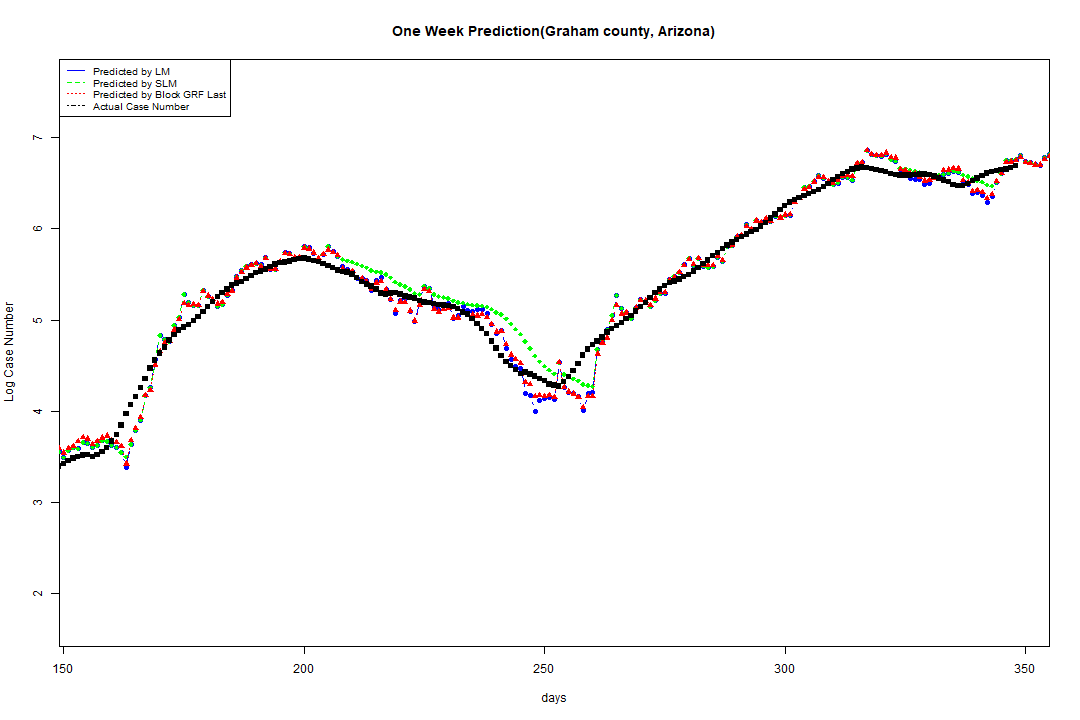 One Week Prediction(Graham county, Arizona)
Predicted by LM
Predicted by SLM
Predicted by Block GRF Last
Actual Case Number
7
6
5
4
3
2
Log Case Number
150 200 250 300 350
days